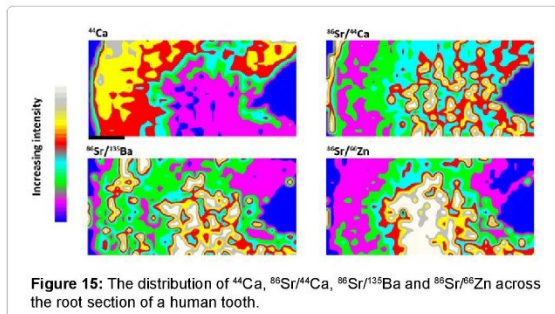 ⁴⁴Ca
⁸⁶Sr/⁴⁴Ca
Increasing intensity
⁸⁶Sr/¹³⁵Ba
⁸⁶Sr/⁶⁶Zn
Figure 15: The distribution of ⁴⁴Ca, ⁸⁶Sr/⁴⁴Ca, ⁸⁶Sr/¹³⁵Ba and ⁸⁶Sr/⁶⁶Zn across
the root section of a human tooth.